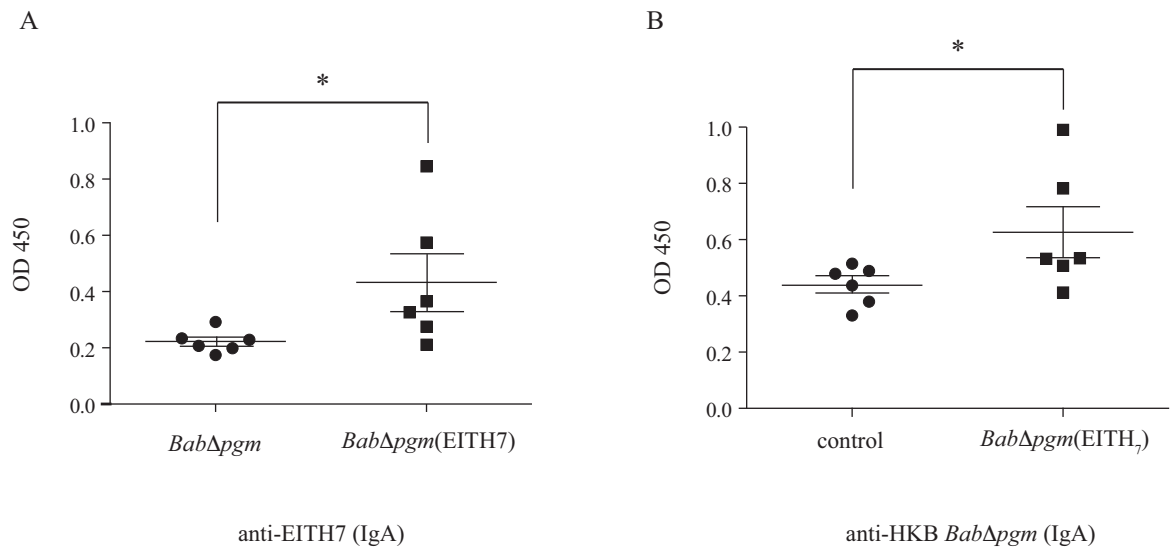 A
*
1.0
0.8
0.6
0.4
0.2
0.0
OD 450
BabΔpgm
BabΔpgm(EITH7)
anti-EITH7 (IgA)
B
*
1.0
0.8
0.6
0.4
0.2
0.0
OD 450
control
BabΔpgm(EITH₇)
anti-HKB BabΔpgm (IgA)